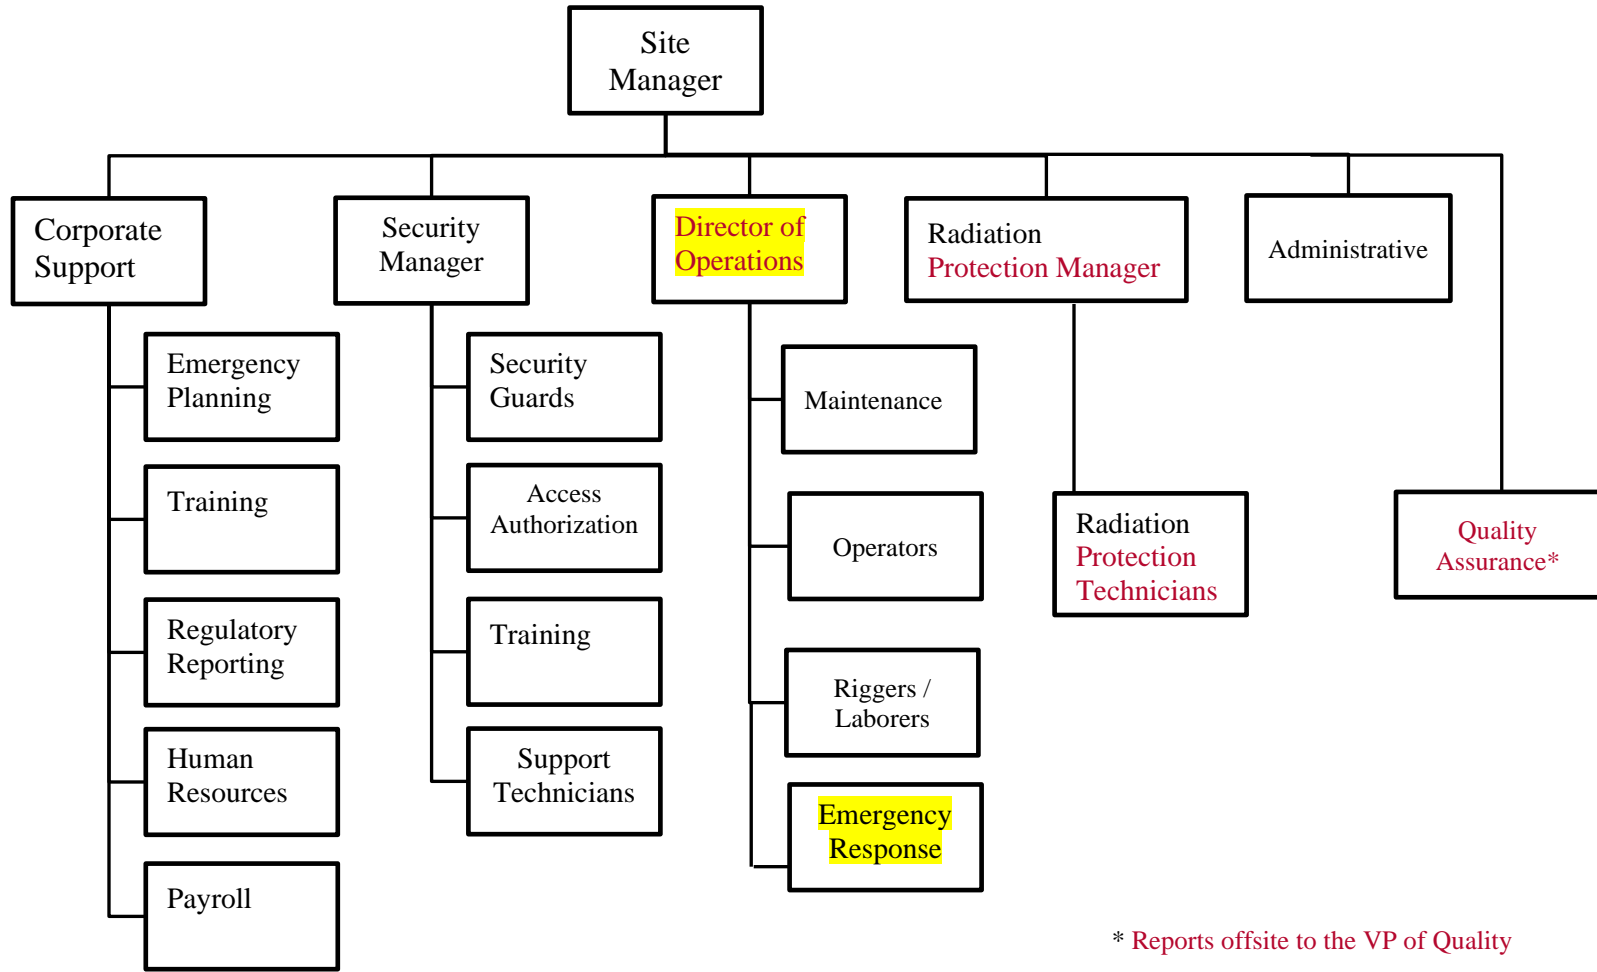 Site
Manager
Corporate
Support
Security
Manager
Director of
Operations
Radiation
Protection Manager
Administrative
Emergency
Planning
Security
Guards
Maintenance
Training
Access
Authorization
Operators
Radiation
Protection
Technicians
Quality
Assurance*
Regulatory
Reporting
Training
Riggers /
Laborers
Human
Resources
Support
Technicians
Emergency
Response
Payroll
* Reports offsite to the VP of Quality